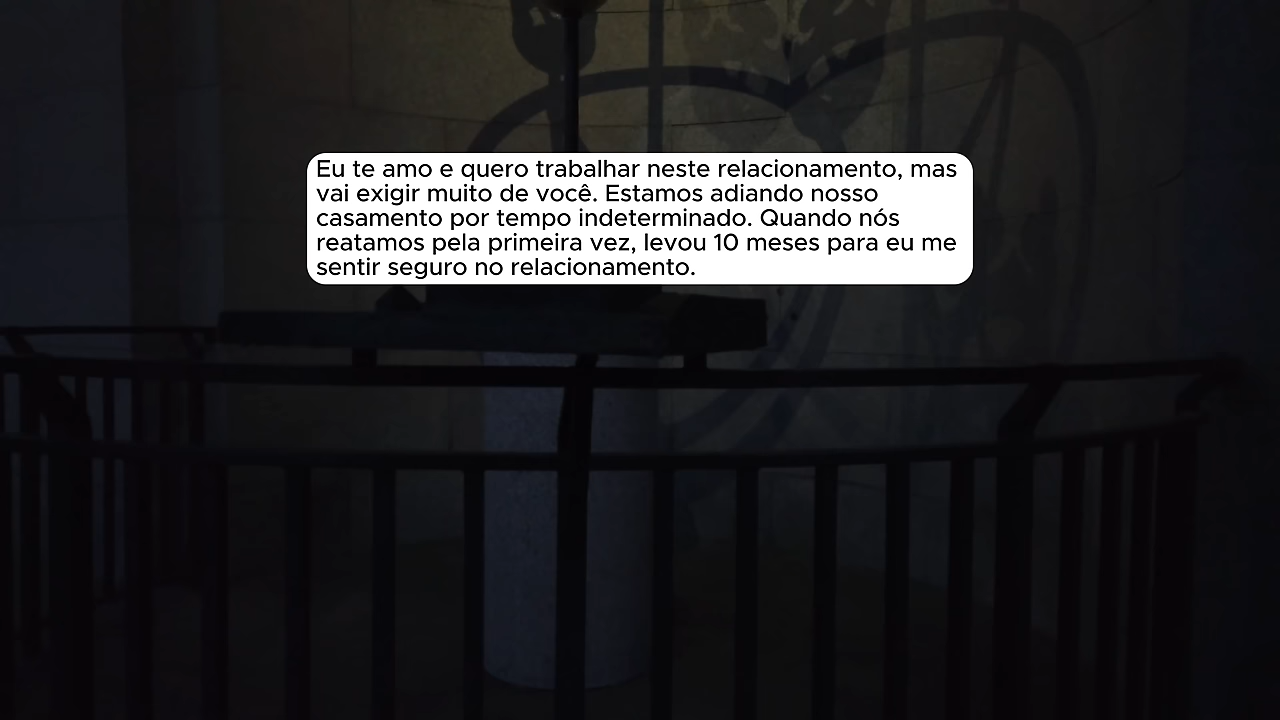 Eu te amo e quero trabalhar neste relacionamento, mas
vai exigir muito de você. Estamos adiando nosso
casamento por tempo indeterminado. Quando nós
reatamos pela primeira vez, levou 10 meses para eu me
sentir seguro no relacionamento.